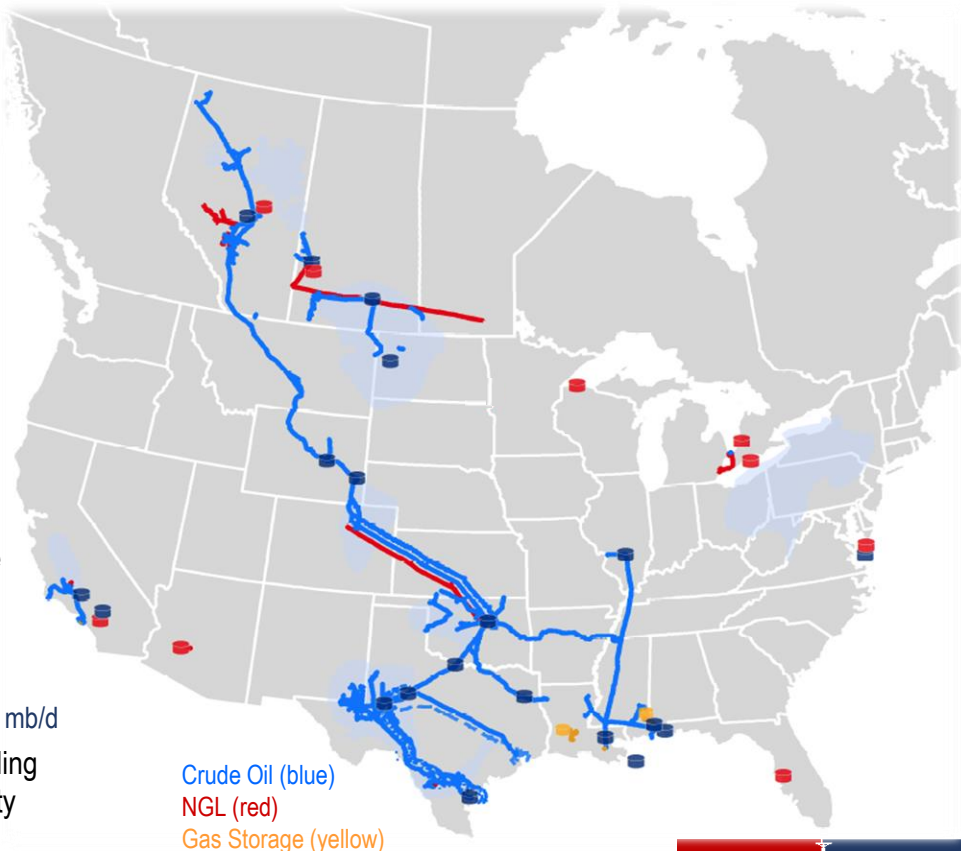 mb/d
ling
ty
Crude Oil (blue)
NGL (red)
Gas Storage (yellow)